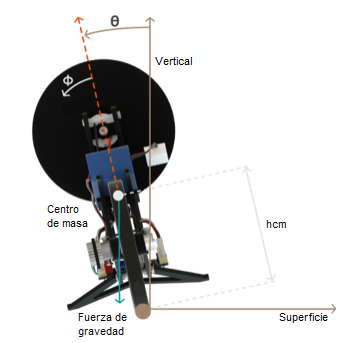 θ
Vertical
Φ
Centro
de masa
hcm
Fuerza de
gravedad
Superficie